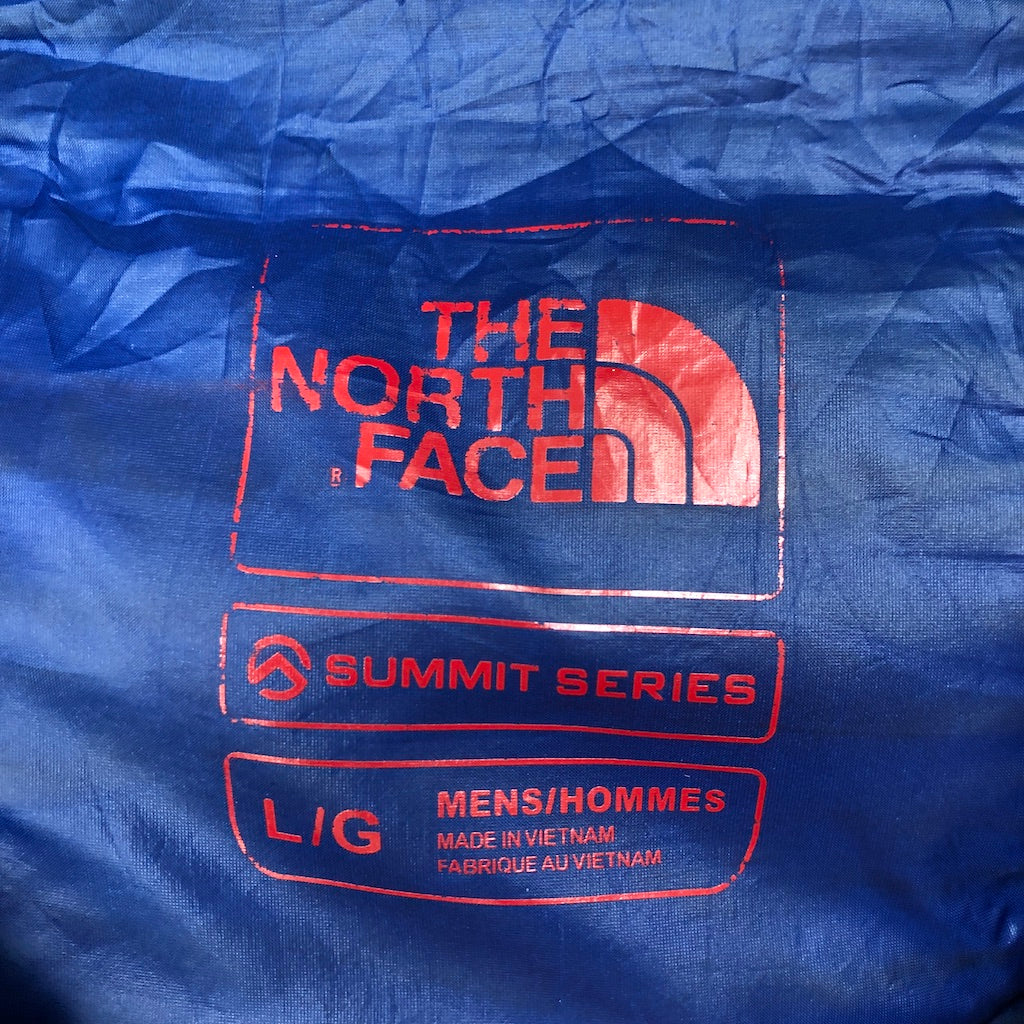 THE
NORTH
® FACE
SUMMIT SERIES
L/G
MENS/HOMMES
MADE IN VIETNAM
FABRIQUE AU VIETNAM